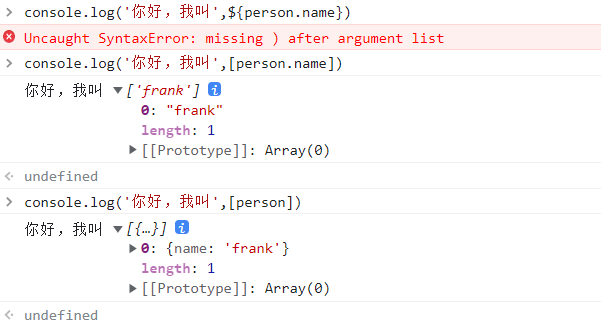 console.log('你好，我叫',${person.name})
Uncaught SyntaxError: missing ) after argument list
console.log('你好，我叫',[person.name])
你好，我叫 ▼['frank'] i
0: "frank"
length: 1
▶[[Prototype]]: Array(0)
undefined
console.log('你好，我叫',[person])
你好，我叫 ▼[{…}] i
▶0: {name: 'frank'}
length: 1
▶[[Prototype]]: Array(0)
undefined